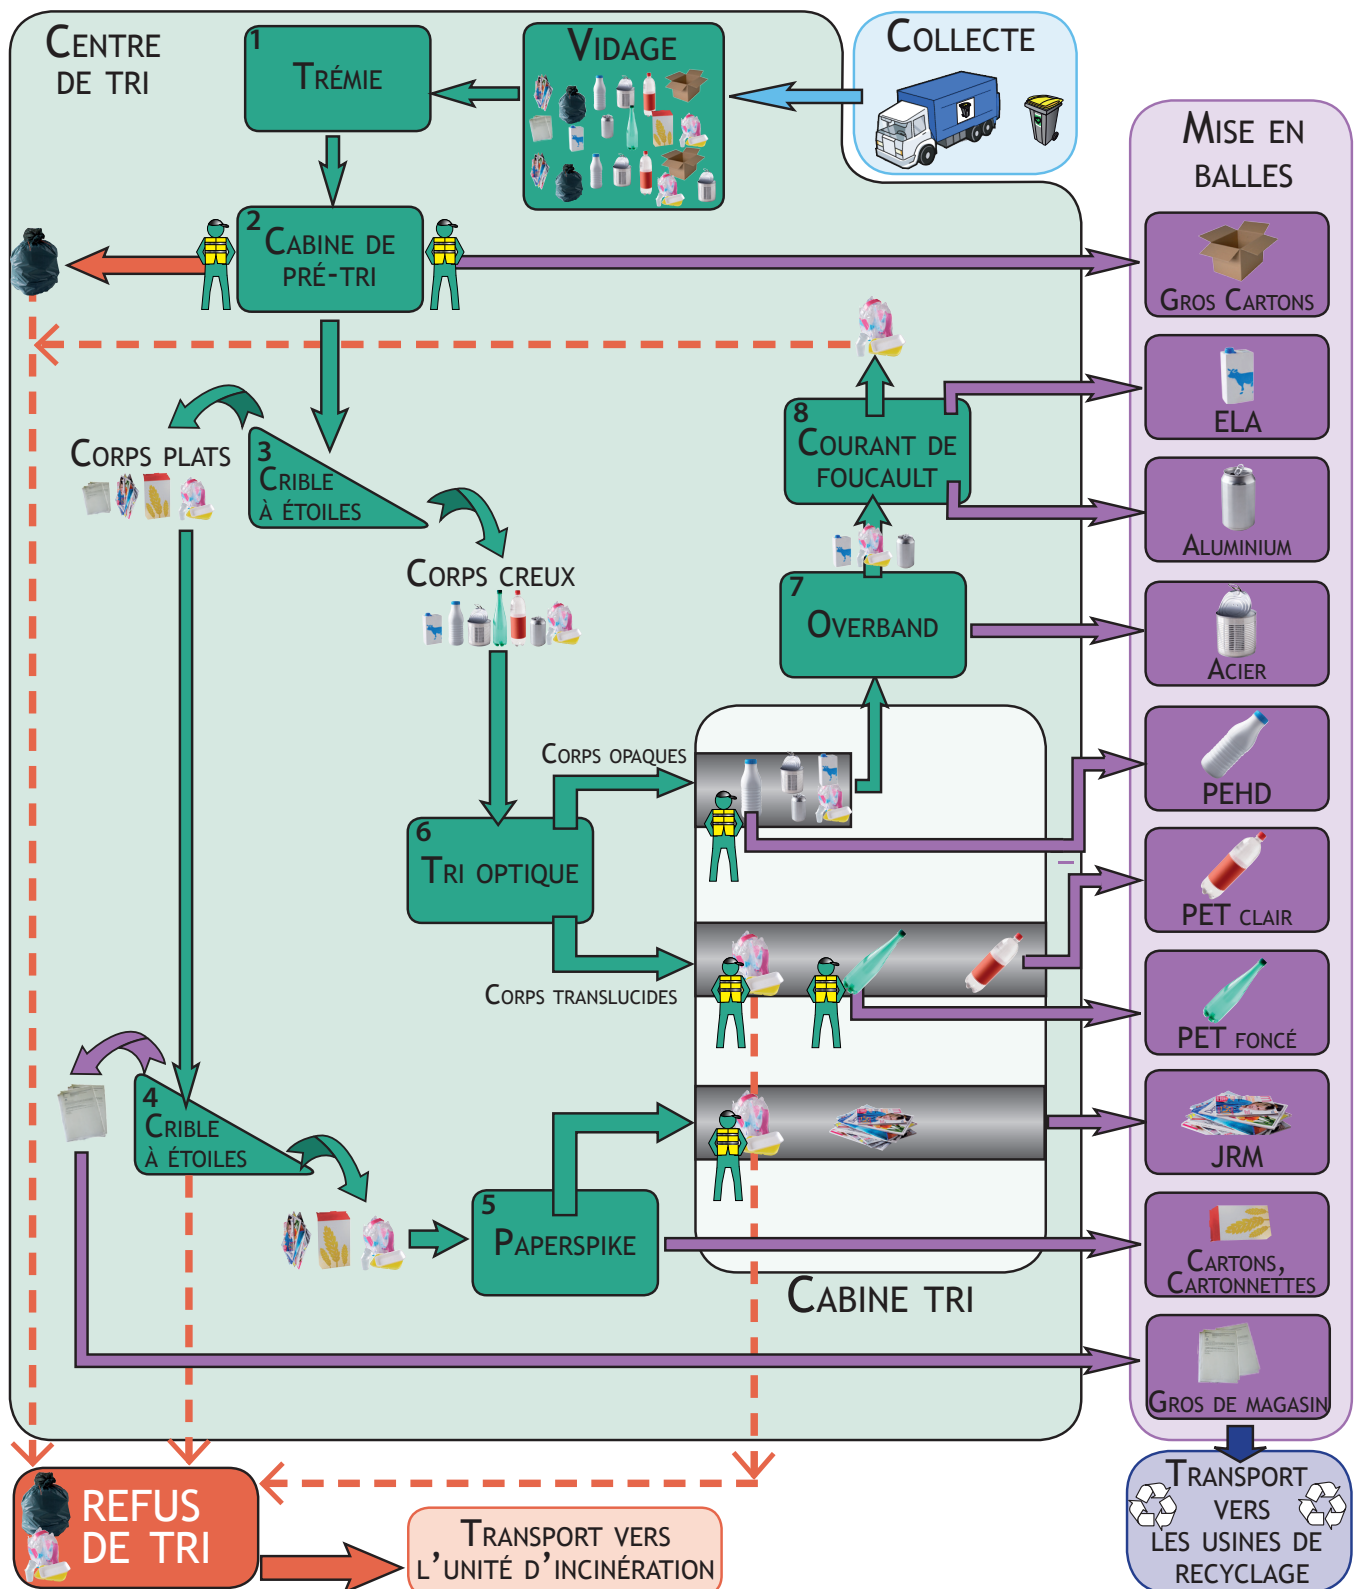 Centre
de tri
1
Trémie
Vidage
Collecte
Mise en
balles
2
Cabine de
pré-tri
Gros Cartons
ELA
8
Courant de
Foucault
Corps plats
3
Crible
à étoiles
Aluminium
Corps creux
7
Overband
Acier
Corps opaques
PEHD
6
Tri optique
PET clair
Corps translucides
PET foncé
4
Crible
à étoiles
JRM
5
Paperspike
Cartons,
Cartonnettes
Cabine tri
Gros de magasin
REFUS
DE TRI
Transport vers
l'unité d'incinération
Transport
vers
les usines de
recyclage